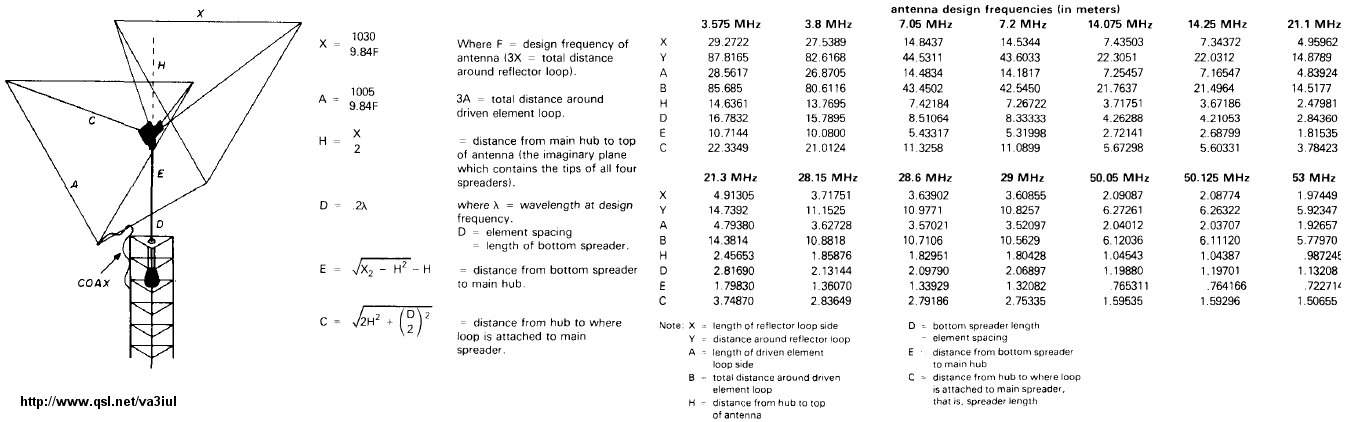 X
H
C
A
E
D
COAX
http://www.qsl.net/va3iul
X = 1030 / 9.84F
Where F = design frequency of
antenna (3X = total distance
around reflector loop).
A = 1005 / 9.84F
3A = total distance around
driven element loop.
H = X / 2
= distance from main hub to top
of antenna (the imaginary plane
which contains the tips of all four
spreaders).
D = .2λ
where λ = wavelength at design
frequency.
D = element spacing
= length of bottom spreader.
E = √X2 - H² - H
= distance from bottom spreader
to main hub.
C = √2H² + (D/2)²
= distance from hub to where
loop is attached to main
spreader.
antenna design frequencies (in meters)
3.575 MHz 3.8 MHz 7.05 MHz 7.2 MHz 14.075 MHz 14.25 MHz 21.1 MHz
X 29.2722 27.5389 14.8437 14.5344 7.43503 7.34372 4.95962
Y 87.8165 82.6168 44.5311 43.6033 22.3051 22.0312 14.8789
A 28.5617 26.8705 14.4834 14.1817 7.25457 7.16547 4.83924
B 85.685 80.6116 43.4502 42.5450 21.7637 21.4964 14.5177
H 14.6361 13.7695 7.42184 7.26722 3.71751 3.67186 2.47981
D 16.7832 15.7895 8.51064 8.33333 4.26288 4.21053 2.84360
E 10.7144 10.0800 5.43317 5.31998 2.72141 2.68799 1.81535
C 22.3349 21.0124 11.3258 11.0899 5.67298 5.60331 3.78423
21.3 MHz 28.15 MHz 28.6 MHz 29 MHz 50.05 MHz 50.125 MHz 53 MHz
X 4.91305 3.71751 3.63902 3.60855 2.09087 2.08774 1.97449
Y 14.7392 11.1525 10.9771 10.8257 6.27261 6.26322 5.92347
A 4.79380 3.62728 3.57021 3.52097 2.04012 2.03707 1.92657
B 14.3814 10.8818 10.7106 10.5629 6.12036 6.11120 5.77970
H 2.45653 1.85876 1.82951 1.80428 1.04543 1.04387 .987245
D 2.81690 2.13144 2.09790 2.06897 1.19880 1.19701 1.13208
E 1.79830 1.36070 1.33929 1.32082 .765311 .764166 .722714
C 3.74870 2.83649 2.79186 2.75335 1.59535 1.59296 1.50655
Note: X = length of reflector loop side
Y = distance around reflector loop
A = length of driven element
loop side
B = total distance around driven
element loop
H = distance from hub to top
of antenna
D = bottom spreader length
= element spacing
E = distance from bottom spreader
to main hub
C = distance from hub to where loop
is attached to main spreader,
that is, spreader length